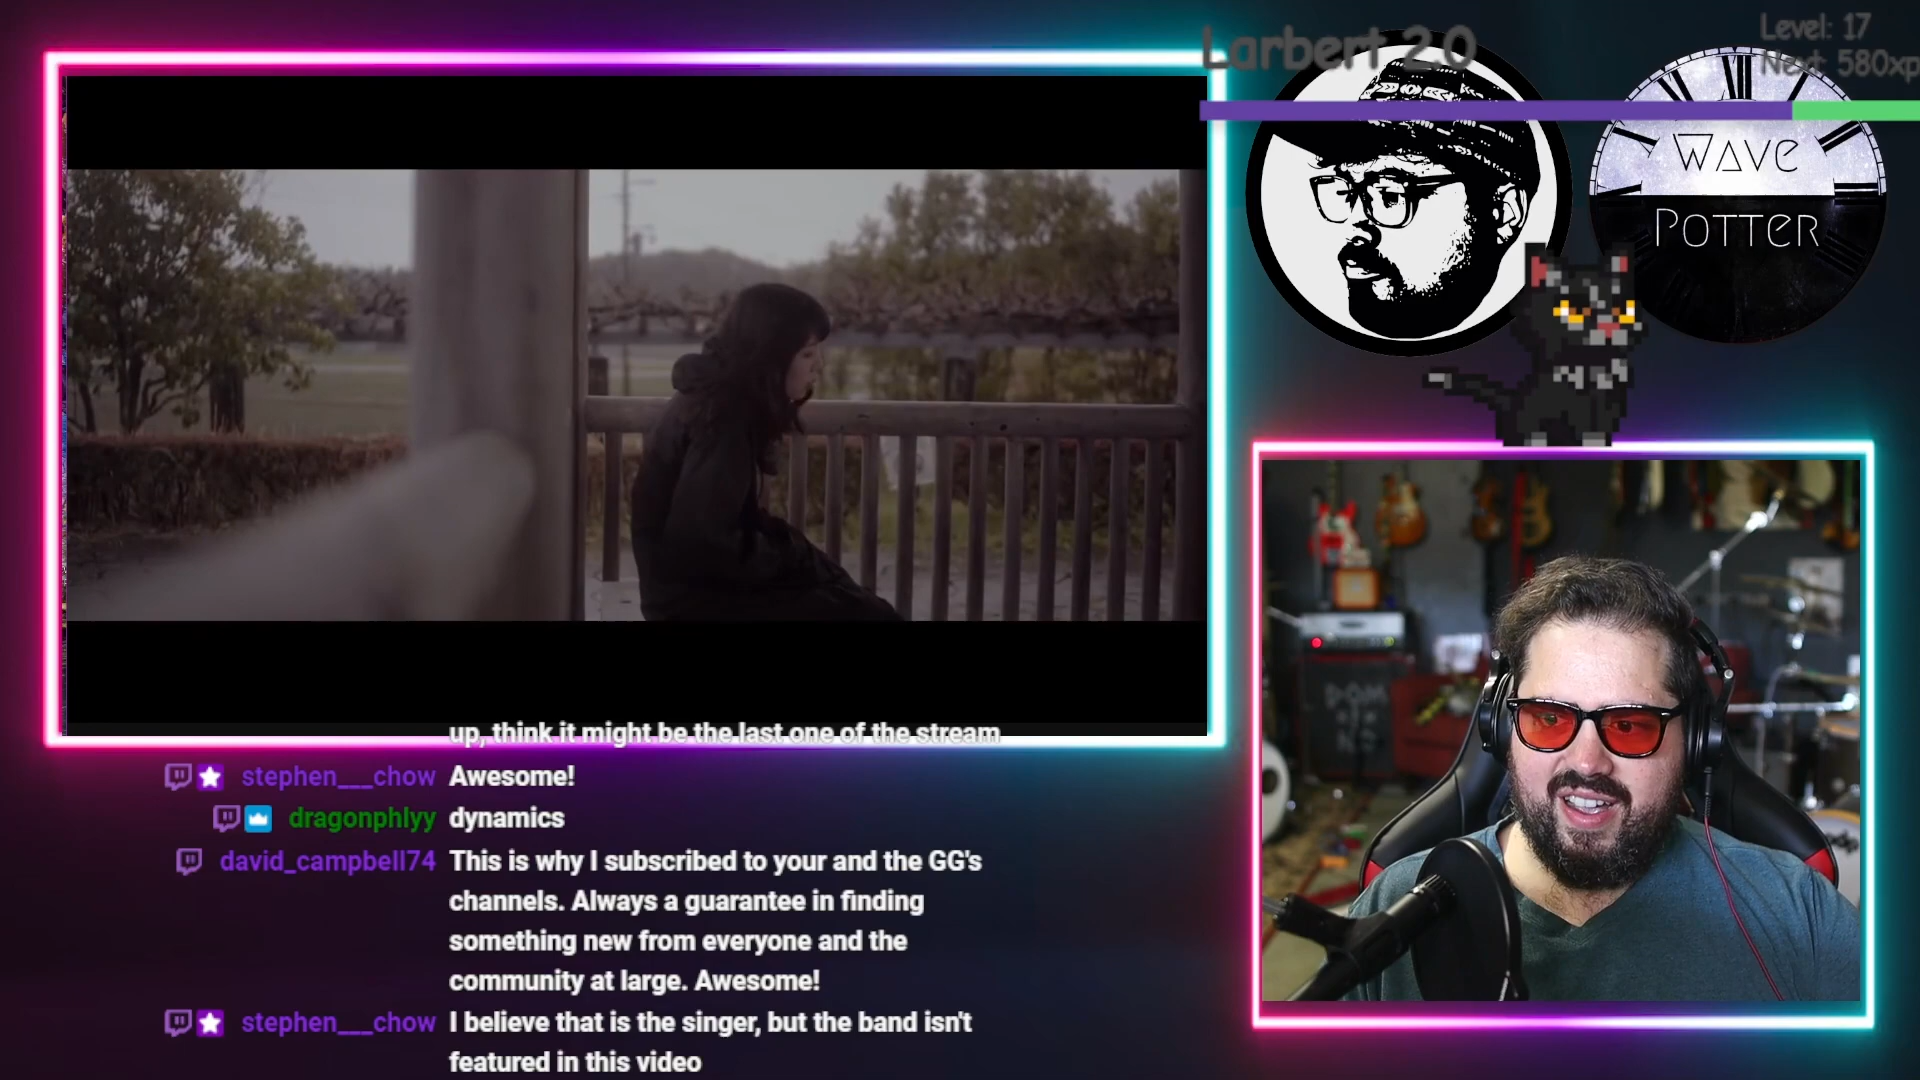 Larbert 2.0
Level: 17
Next: 580xp
WAVE
POTTER
up, think it might be the last one of the stream
stephen___chow Awesome!
dragonphlyy dynamics
david_campbell74 This is why I subscribed to your and the GG's
channels. Always a guarantee in finding
something new from everyone and the
community at large. Awesome!
stephen___chow I believe that is the singer, but the band isn't
featured in this video